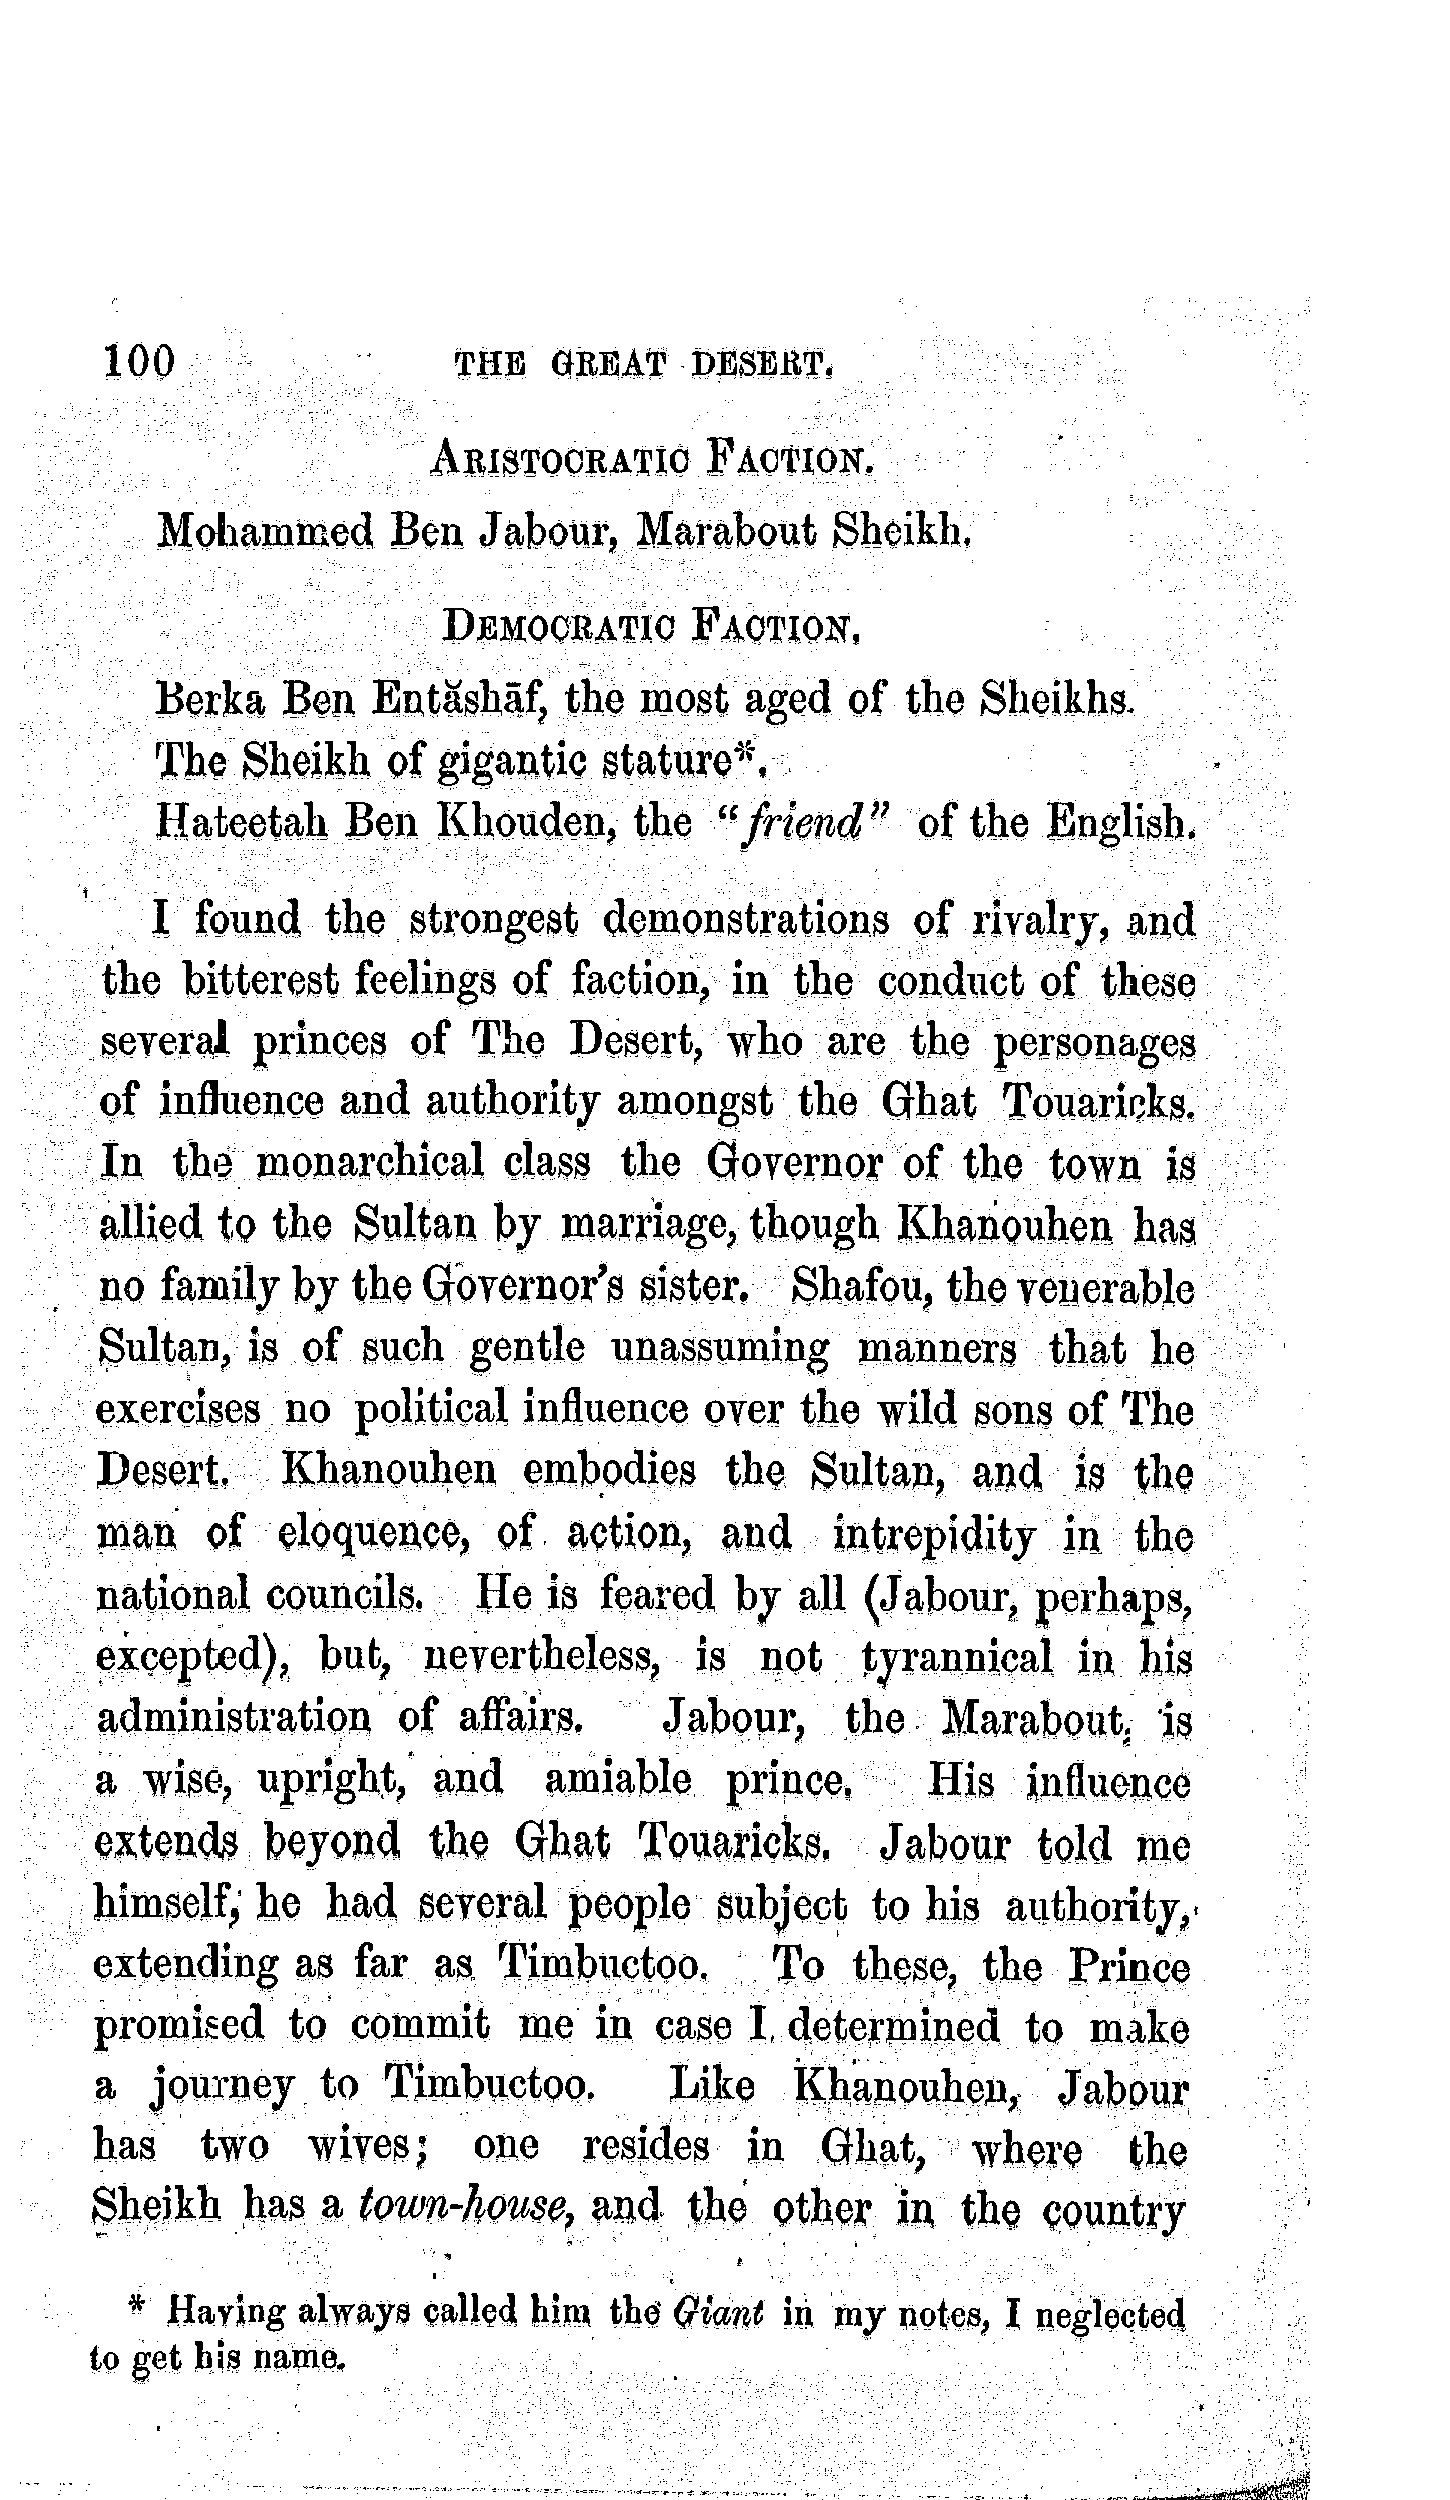 100 THE GREAT DESERT.
ARISTOCRATIC FACTION.
Mohammed Ben Jabour, Marabout Sheikh.
DEMOCRATIC FACTION.
Berka Ben Entăshāf, the most aged of the Sheikhs.
The Sheikh of gigantic stature*.
Hateetah Ben Khouden, the "friend" of the English.
I found the strongest demonstrations of rivalry, and
the bitterest feelings of faction, in the conduct of these
several princes of The Desert, who are the personages
of influence and authority amongst the Ghat Touaricks.
In the monarchical class the Governor of the town is
allied to the Sultan by marriage, though Khanouhen has
no family by the Governor's sister. Shafou, the venerable
Sultan, is of such gentle unassuming manners that he
exercises no political influence over the wild sons of The
Desert. Khanouhen embodies the Sultan, and is the
man of eloquence, of action, and intrepidity in the
national councils. He is feared by all (Jabour, perhaps,
excepted), but, nevertheless, is not tyrannical in his
administration of affairs. Jabour, the Marabout, is
a wise, upright, and amiable prince. His influence
extends beyond the Ghat Touaricks. Jabour told me
himself, he had several people subject to his authority,
extending as far as Timbuctoo. To these, the Prince
promised to commit me in case I determined to make
a journey to Timbuctoo. Like Khanouhen, Jabour
has two wives; one resides in Ghat, where the
Sheikh has a town-house, and the other in the country
* Having always called him the Giant in my notes, I neglected
to get his name.